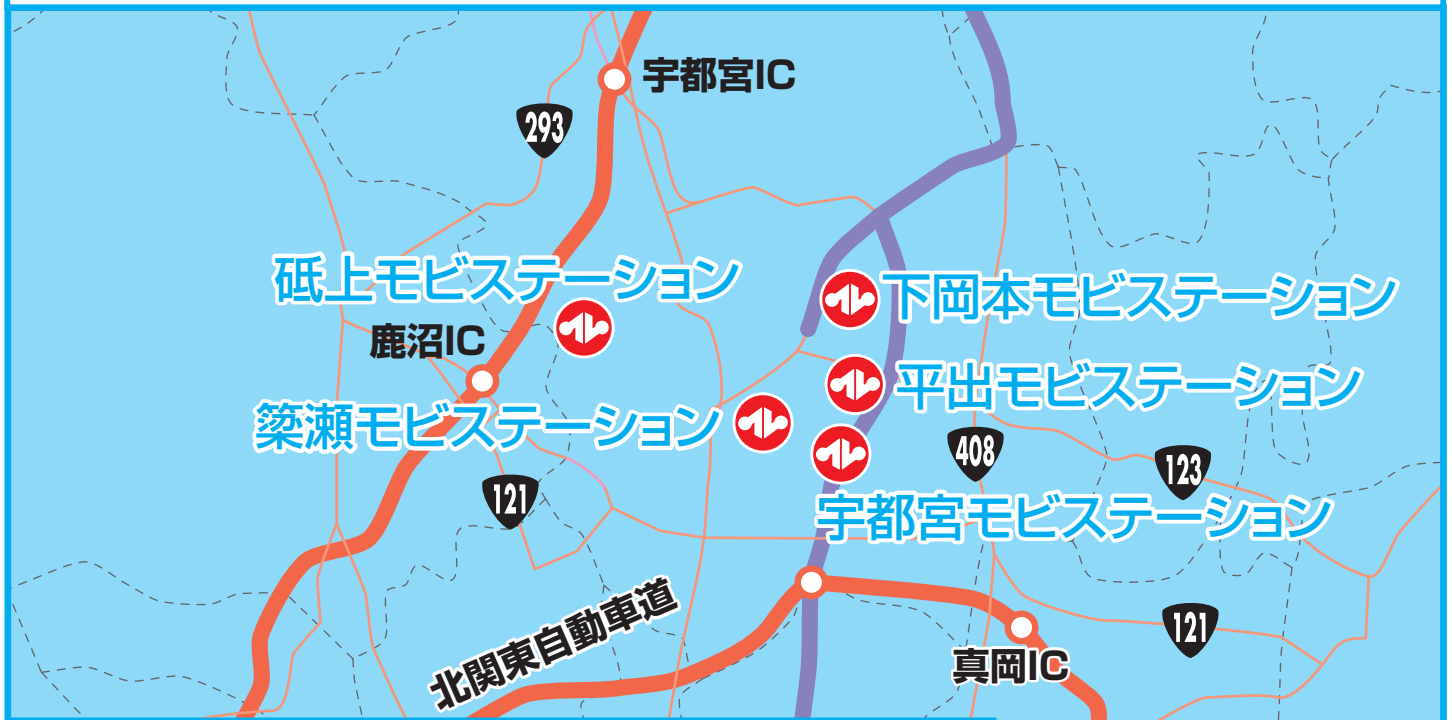 宇都宮IC
293
砥上モビステーション
下岡本モビステーション
鹿沼IC
平出モビステーション
簗瀬モビステーション
408
123
121
宇都宮モビステーション
北関東自動車道
121
真岡IC